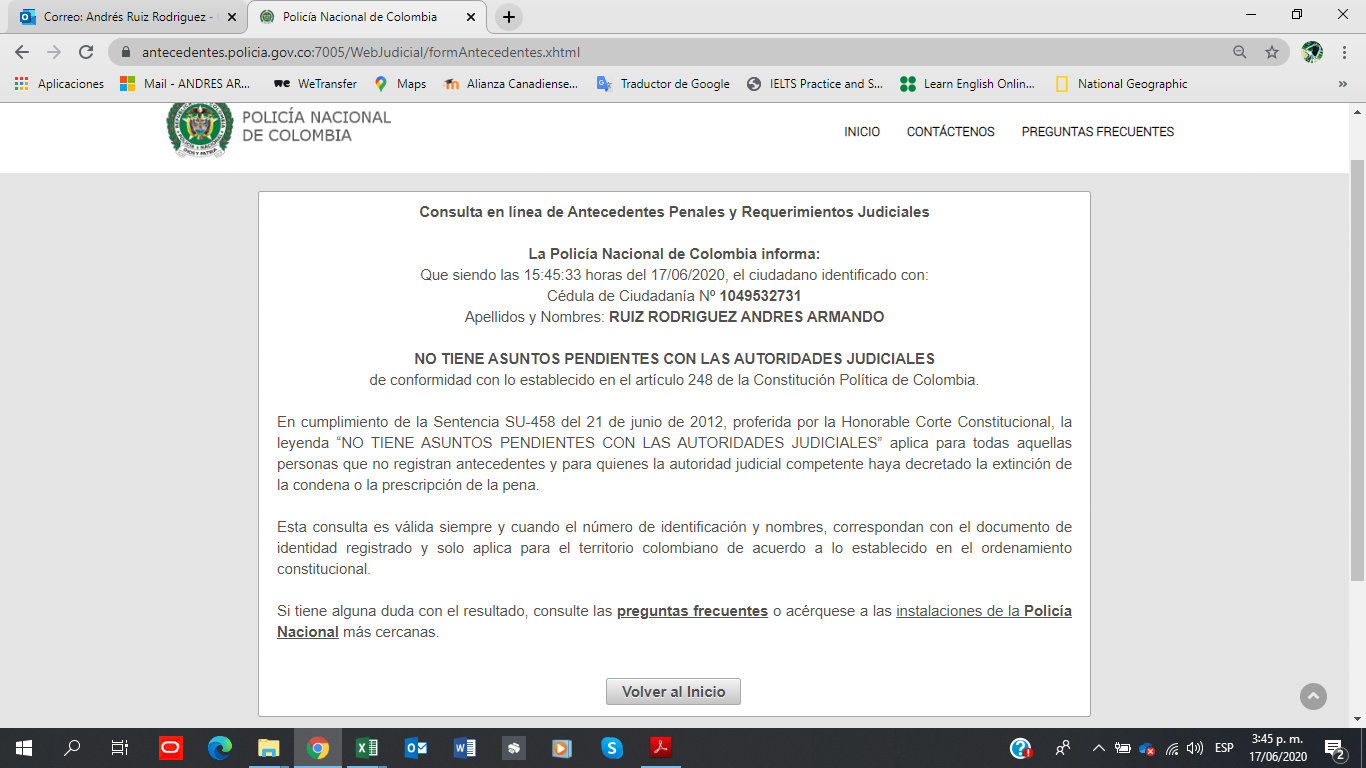 Correo: Andrés Ruiz Rodriguez -
Policía Nacional de Colombia
antecedentes.policia.gov.co:7005/WebJudicial/formAntecedentes.xhtml
Aplicaciones
Mail - ANDRES AR...
we
WeTransfer
Maps
Alianza Canadiense...
Traductor de Google
IELTS Practice and S...
Learn English Onlin...
National Geographic
»
POLICÍA NACIONAL
DE COLOMBIA
INICIO
CONTÁCTENOS
PREGUNTAS FRECUENTES
Consulta en línea de Antecedentes Penales y Requerimientos Judiciales
La Policía Nacional de Colombia informa:
Que siendo las 15:45:33 horas del 17/06/2020, el ciudadano identificado con:
Cédula de Ciudadanía Nº 1049532731
Apellidos y Nombres: RUIZ RODRIGUEZ ANDRES ARMANDO
NO TIENE ASUNTOS PENDIENTES CON LAS AUTORIDADES JUDICIALES
de conformidad con lo establecido en el artículo 248 de la Constitución Política de Colombia.
En cumplimiento de la Sentencia SU-458 del 21 de junio de 2012, proferida por la Honorable Corte Constitucional, la
leyenda “NO TIENE ASUNTOS PENDIENTES CON LAS AUTORIDADES JUDICIALES” aplica para todas aquellas
personas que no registran antecedentes y para quienes la autoridad judicial competente haya decretado la extinción de
la condena o la prescripción de la pena.
Esta consulta es válida siempre y cuando el número de identificación y nombres, correspondan con el documento de
identidad registrado y solo aplica para el territorio colombiano de acuerdo a lo establecido en el ordenamiento
constitucional.
Si tiene alguna duda con el resultado, consulte las preguntas frecuentes o acérquese a las instalaciones de la Policía
Nacional más cercanas.
Volver al Inicio
ESP
3:45 p. m.
17/06/2020
2